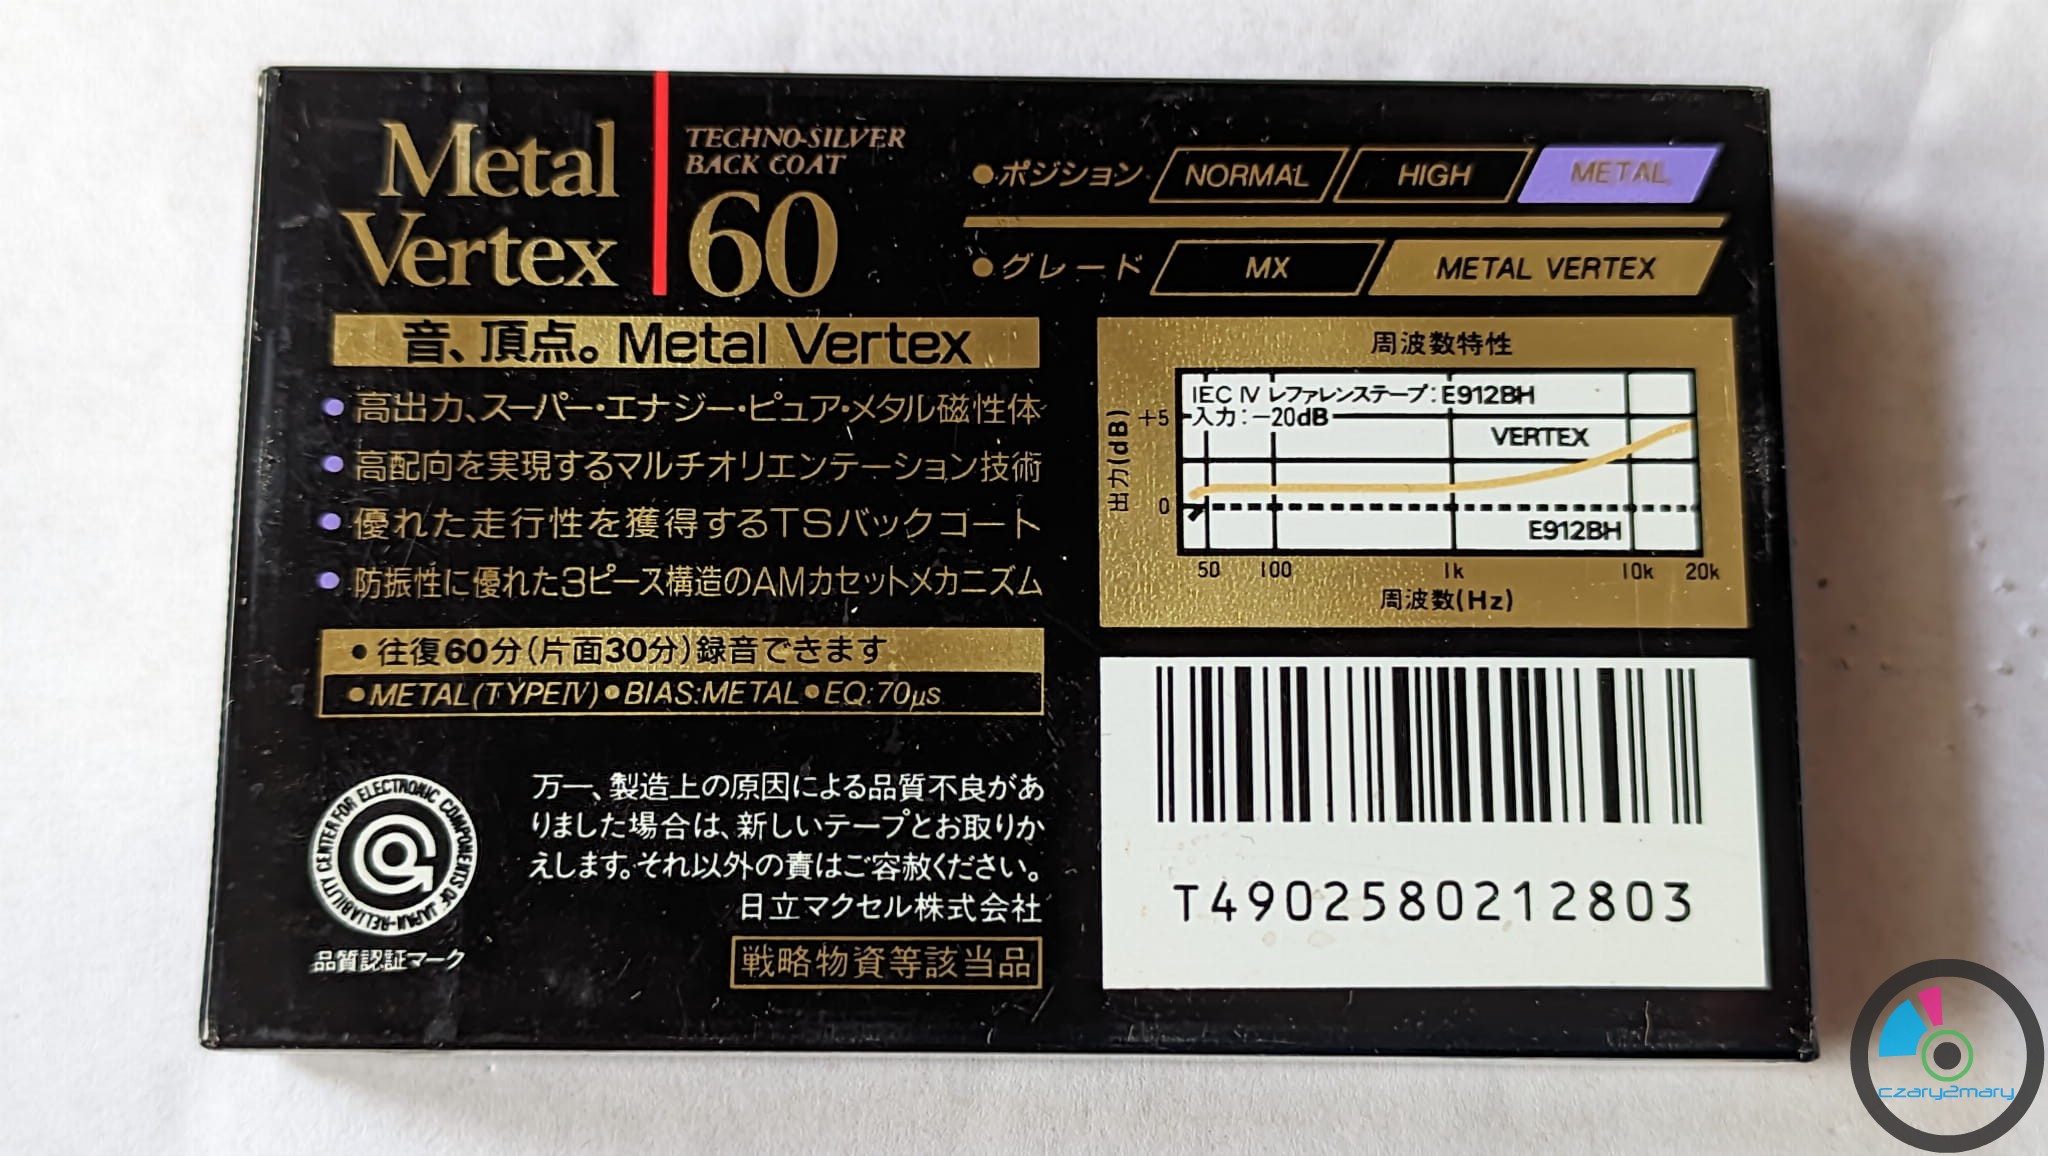 Metal
Vertex
TECHNO-SILVER
BACK COAT
60
●ポジション NORMAL HIGH METAL
●グレード MX METAL VERTEX
音、頂点。Metal Vertex
●高出力、スーパー・エナジー・ピュア・メタル磁性体
●高配向を実現するマルチオリエンテーション技術
●優れた走行性を獲得するTSバックコート
●防振性に優れた3ピース構造のAMカセットメカニズム
●往復60分(片面30分)録音できます
●METAL(TYPEⅣ)●BIAS:METAL●EQ:70μs
周波数特性
IEC Ⅳ レファレンステープ:E912BH
入力:−20dB
VERTEX
E912BH
出力(dB)
+5
0
50 100 1k 10k 20k
周波数(Hz)
RELIABILITY CENTER FOR ELECTRONIC COMPONENTS OF JAPAN
品質認証マーク
万一、製造上の原因による品質不良があ
りました場合は、新しいテープとお取りか
えします。それ以外の責はご容赦ください。
日立マクセル株式会社
戦略物資等該当品
T4902580212803
czary2mary